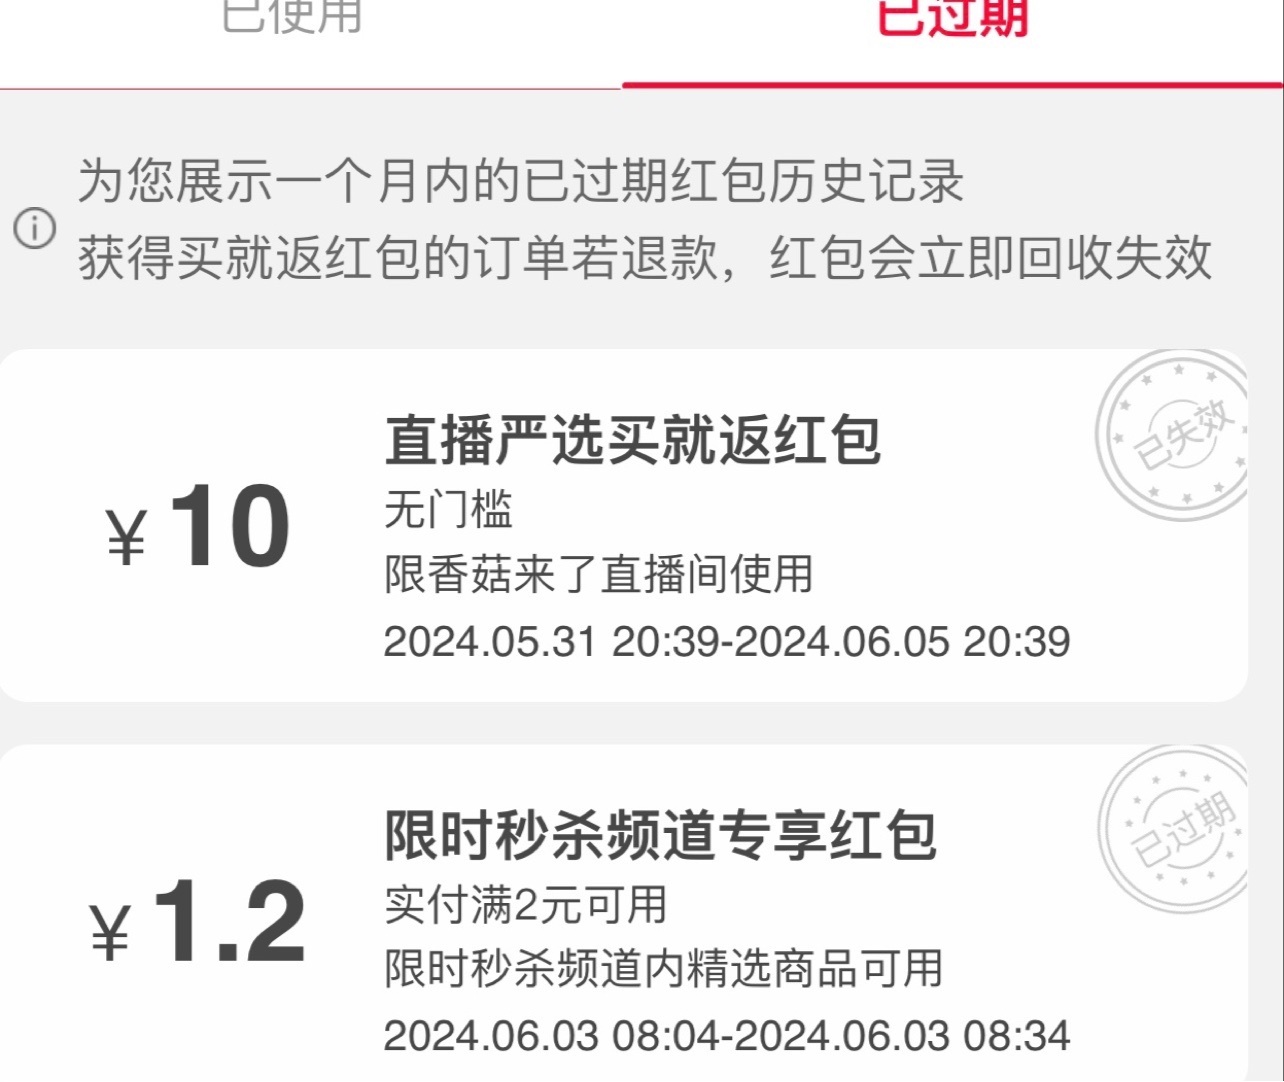 已使用
已过期
为您展示一个月内的已过期红包历史记录
获得买就返红包的订单若退款，红包会立即回收失效
直播严选买就返红包
已失效
¥10
无门槛
限香菇来了直播间使用
2024.05.31 20:39-2024.06.05 20:39
限时秒杀频道专享红包
已过期
¥1.2
实付满2元可用
限时秒杀频道内精选商品可用
2024.06.03 08:04-2024.06.03 08:34